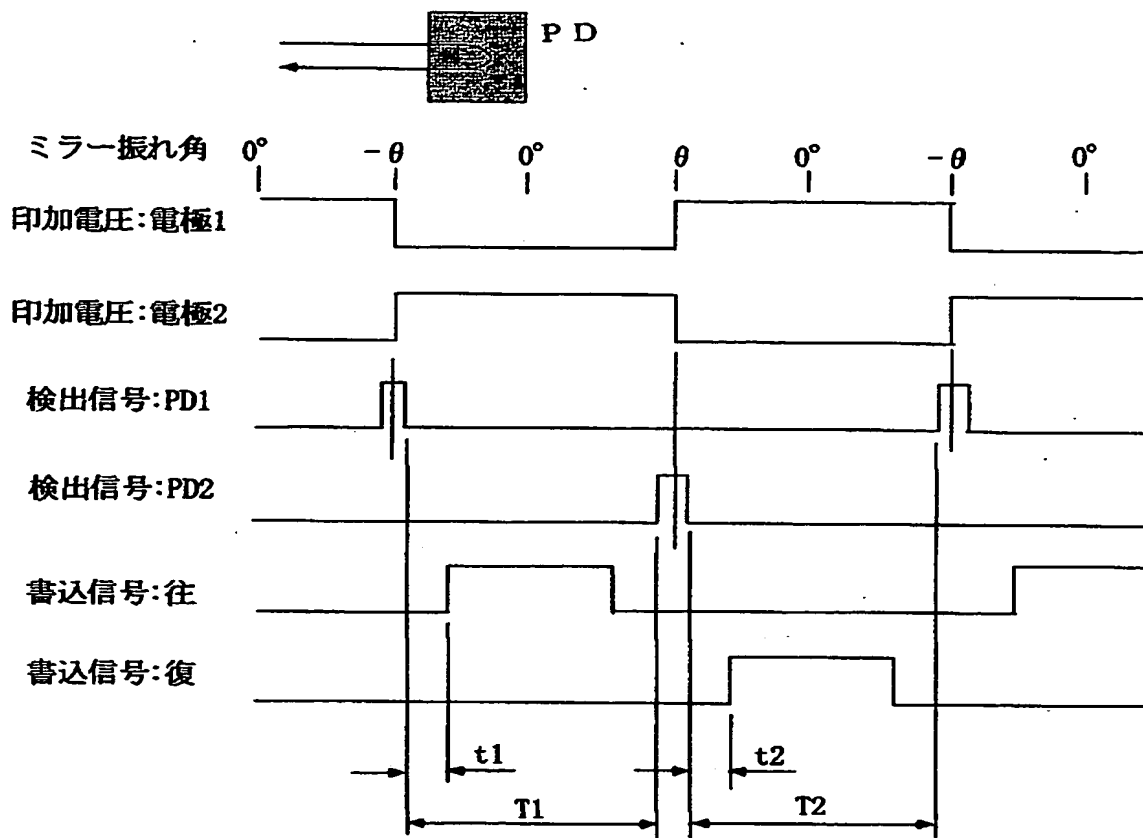 PD
ミラー振れ角 0° -θ 0° θ 0° -θ 0°
印加電圧:電極1
印加電圧:電極2
検出信号:PD1
検出信号:PD2
書込信号:往
書込信号:復
t1 t2
T1 T2